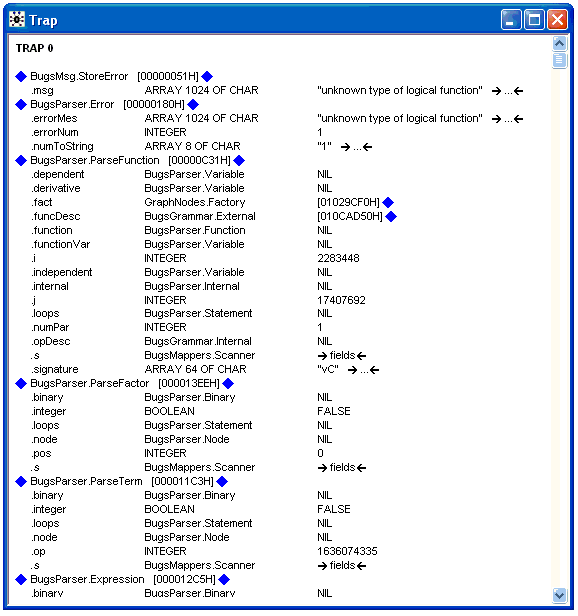 Trap
TRAP 0
BugsMsg.StoreError [00000051H]
.msg ARRAY 1024 OF CHAR "unknown type of logical function" →...←
BugsParser.Error [00000180H]
.errorMes ARRAY 1024 OF CHAR "unknown type of logical function" →...←
.errorNum INTEGER 1
.numToString ARRAY 8 OF CHAR "1" →...←
BugsParser.ParseFunction [00000C31H]
.dependent BugsParser.Variable NIL
.derivative BugsParser.Variable NIL
.fact GraphNodes.Factory [01029CF0H]
.funcDesc BugsGrammar.External [010CAD50H]
.function BugsParser.Function NIL
.functionVar BugsParser.Variable NIL
.i INTEGER 2283448
.independent BugsParser.Variable NIL
.internal BugsParser.Internal NIL
.j INTEGER 17407692
.loops BugsParser.Statement NIL
.numPar INTEGER 1
.opDesc BugsGrammar.Internal NIL
.s BugsMappers.Scanner →fields←
.signature ARRAY 64 OF CHAR "vC" →...←
BugsParser.ParseFactor [000013EEH]
.binary BugsParser.Binary NIL
.integer BOOLEAN FALSE
.loops BugsParser.Statement NIL
.node BugsParser.Node NIL
.pos INTEGER 0
.s BugsMappers.Scanner →fields←
BugsParser.ParseTerm [000011C3H]
.binary BugsParser.Binary NIL
.integer BOOLEAN FALSE
.loops BugsParser.Statement NIL
.node BugsParser.Node NIL
.op INTEGER 1636074335
.s BugsMappers.Scanner →fields←
BugsParser.Expression [000012C5H]
.binary BugsParser.Binary NIL